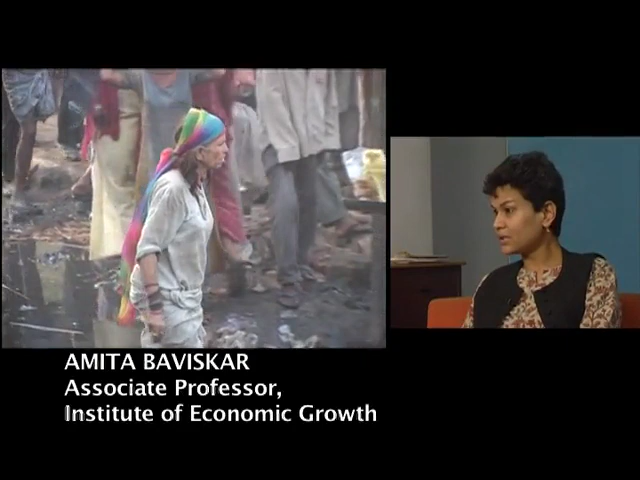 AMITA BAVISKAR
Associate Professor,
Institute of Economic Growth